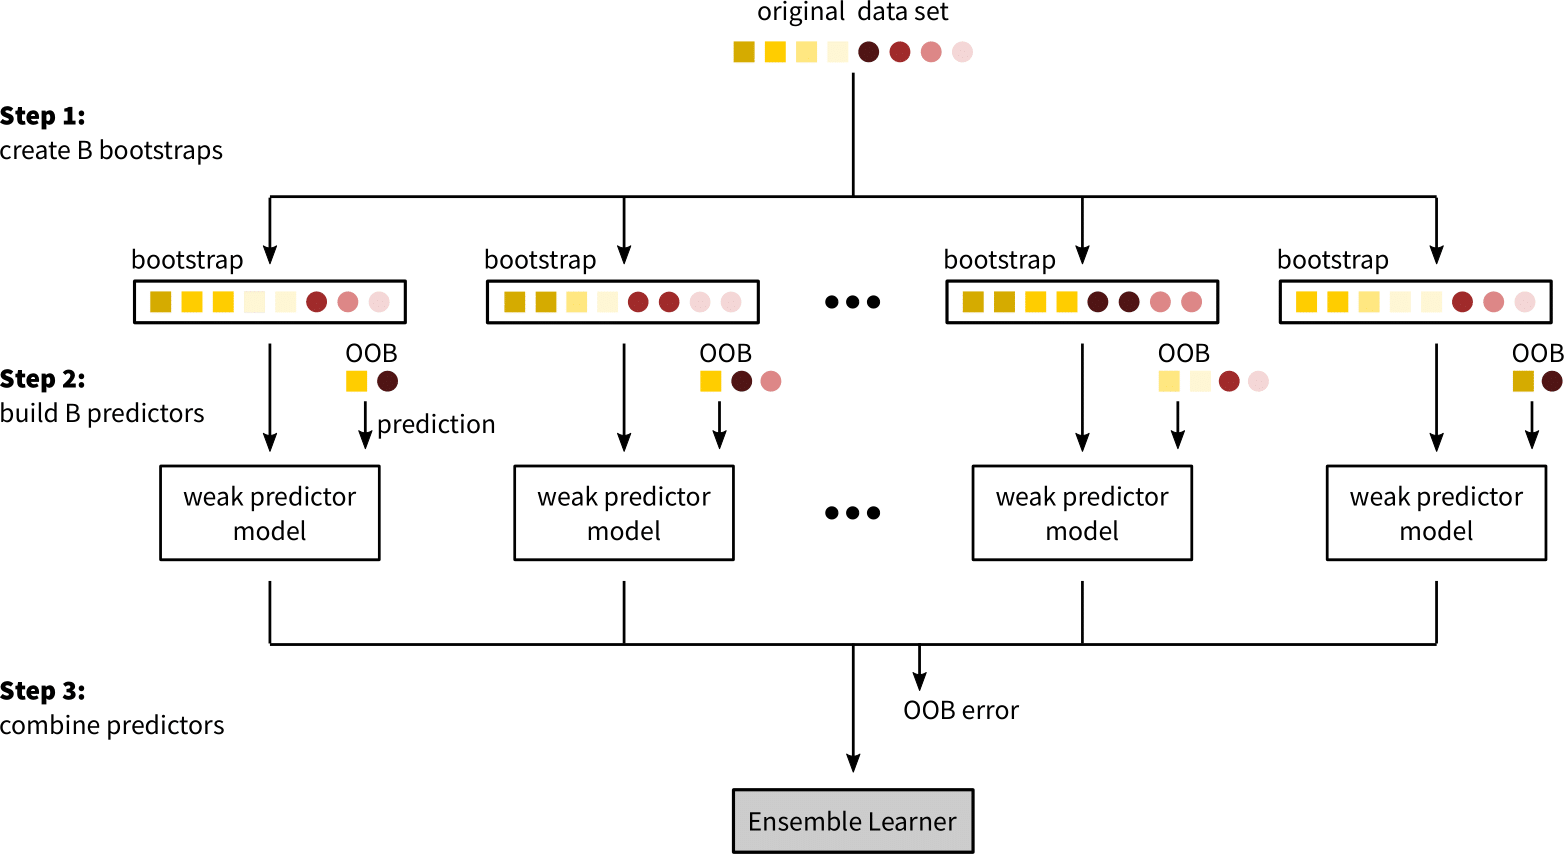 original data set
Step 1:
create B bootstraps
bootstrap
bootstrap
bootstrap
bootstrap
OOB
OOB
OOB
OOB
Step 2:
build B predictors
prediction
weak predictor
model
weak predictor
model
weak predictor
model
weak predictor
model
Step 3:
combine predictors
OOB error
Ensemble Learner